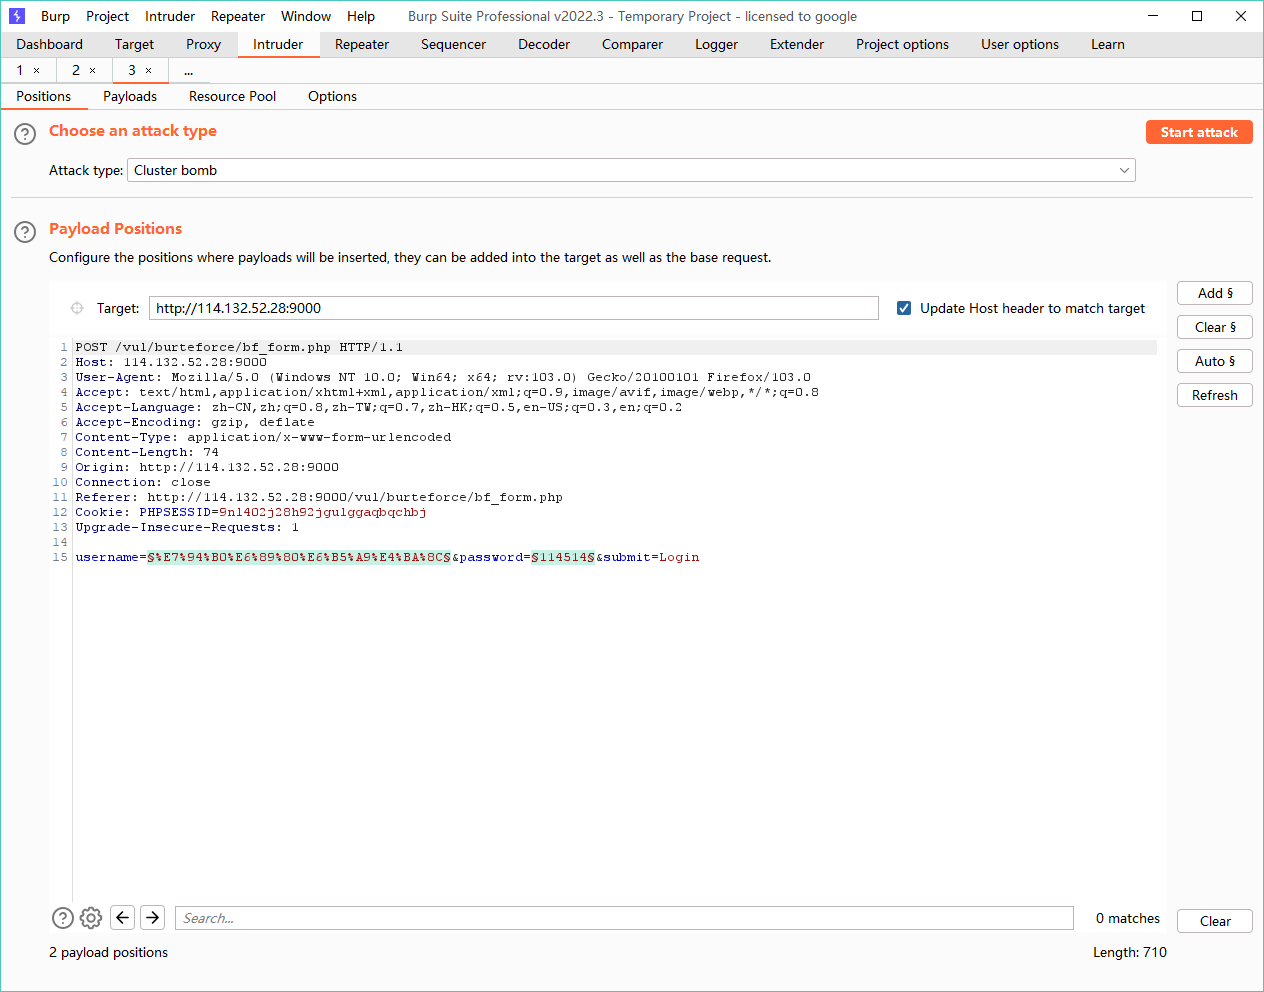 Burp Project Intruder Repeater Window Help Burp Suite Professional v2022.3 - Temporary Project - licensed to google
Dashboard Target Proxy Intruder Repeater Sequencer Decoder Comparer Logger Extender Project options User options Learn
1 × 2 × 3 × ...
Positions Payloads Resource Pool Options
? Choose an attack type Start attack
Attack type: Cluster bomb
? Payload Positions
Configure the positions where payloads will be inserted, they can be added into the target as well as the base request.
Target: http://114.132.52.28:9000 Update Host header to match target
Add §
Clear §
Auto §
Refresh
1 POST /vul/burteforce/bf_form.php HTTP/1.1
2 Host: 114.132.52.28:9000
3 User-Agent: Mozilla/5.0 (Windows NT 10.0; Win64; x64; rv:103.0) Gecko/20100101 Firefox/103.0
4 Accept: text/html,application/xhtml+xml,application/xml;q=0.9,image/avif,image/webp,*/*;q=0.8
5 Accept-Language: zh-CN,zh;q=0.8,zh-TW;q=0.7,zh-HK;q=0.5,en-US;q=0.3,en;q=0.2
6 Accept-Encoding: gzip, deflate
7 Content-Type: application/x-www-form-urlencoded
8 Content-Length: 74
9 Origin: http://114.132.52.28:9000
10 Connection: close
11 Referer: http://114.132.52.28:9000/vul/burteforce/bf_form.php
12 Cookie: PHPSESSID=9nl402j28h92jgulggaqbqchbj
13 Upgrade-Insecure-Requests: 1
14
15 username=§%E7%94%B0%E6%89%80%E6%B5%A9%E4%BA%8C§&password=§114514§&submit=Login
? Search... 0 matches Clear
2 payload positions Length: 710